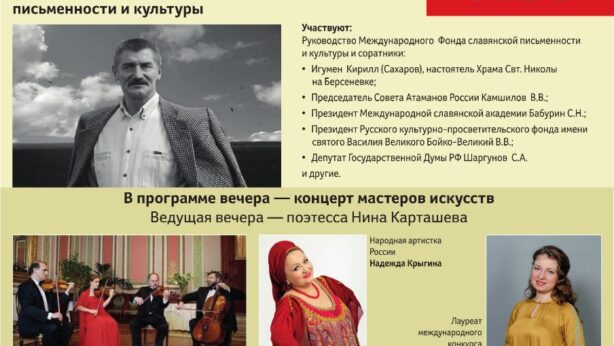 письменности и культуры
Участвуют:
Руководство Международного Фонда славянской письменности
и культуры и соратники:
• Игумен Кирилл (Сахаров), настоятель Храма Свт. Николы
на Берсеневке;
• Председатель Совета Атаманов России Камшилов В.В.;
• Президент Международной славянской академии Бабурин С.Н.;
• Президент Русского культурно-просветительского фонда имени
святого Василия Великого Бойко-Великий В.В.;
• Депутат Государственной Думы РФ Шаргунов С.А.
и другие.
В программе вечера — концерт мастеров искусств
Ведущая вечера — поэтесса Нина Карташева
Народная артистка
России
Надежда Крыгина
Лауреат
международного
конкурса